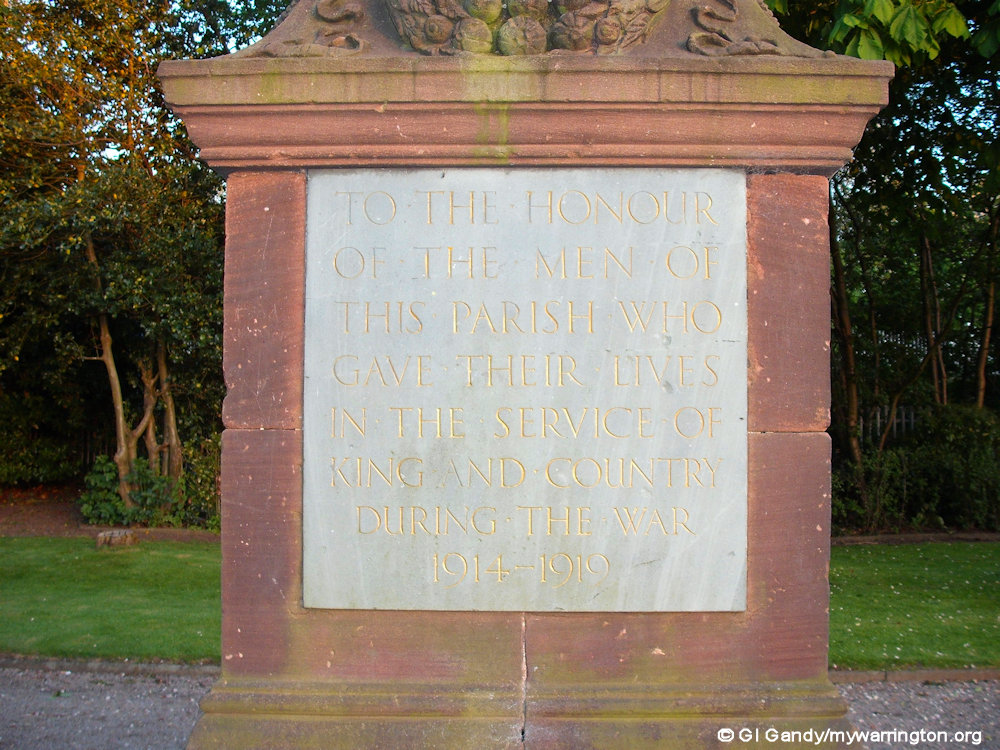 TO·THE·HONOUR
OF·THE·MEN·OF
THIS·PARISH·WHO
GAVE·THEIR·LIVES
IN·THE·SERVICE·OF
KING·AND·COUNTRY
DURING·THE·WAR
1914–1919
© GI Gandy/mywarrington.org